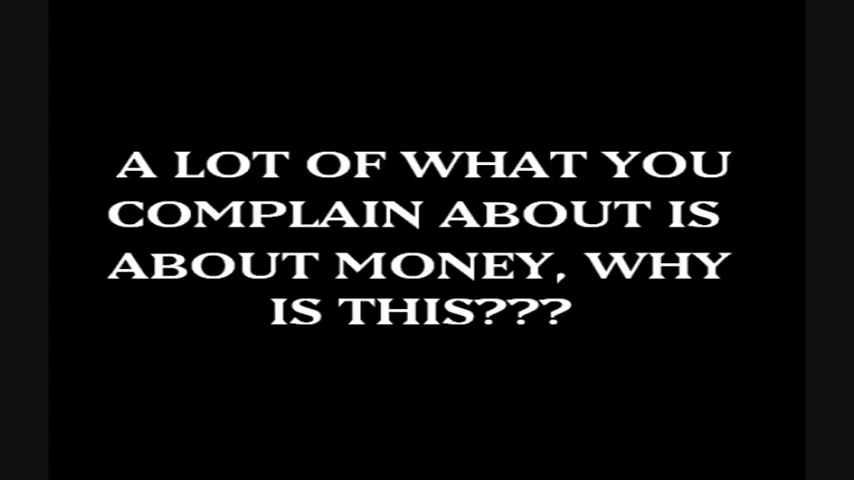 A LOT OF WHAT YOU
COMPLAIN ABOUT IS
ABOUT MONEY, WHY
IS THIS???